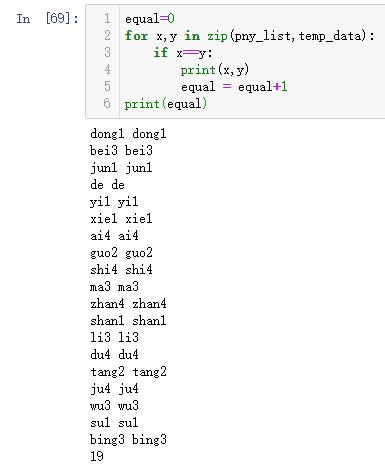 In [69]:
1 equal=0
2 for x,y in zip(pny_list,temp_data):
3 if x==y:
4 print(x,y)
5 equal = equal+1
6 print(equal)
dong1 dong1
bei3 bei3
jun1 jun1
de de
yi1 yi1
xie1 xie1
ai4 ai4
guo2 guo2
shi4 shi4
ma3 ma3
zhan4 zhan4
shan1 shan1
li3 li3
du4 du4
tang2 tang2
ju4 ju4
wu3 wu3
su1 su1
bing3 bing3
19